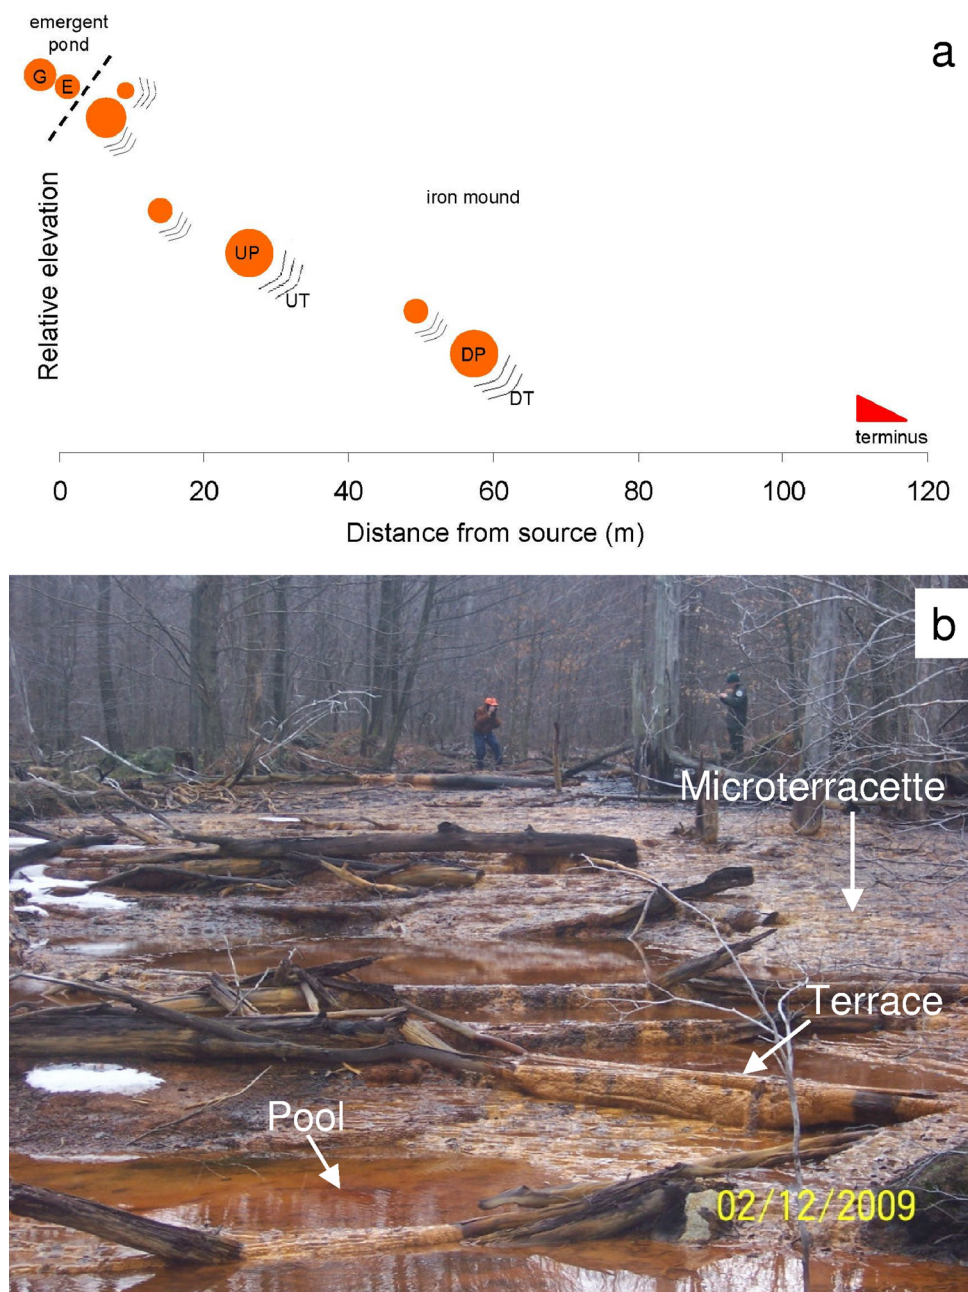 emergent
pond
a
G
E
Relative elevation
iron mound
UP
UT
DP
DT
terminus
0 20 40 60 80 100 120
Distance from source (m)
b
Microterracette
Terrace
Pool
02/12/2009